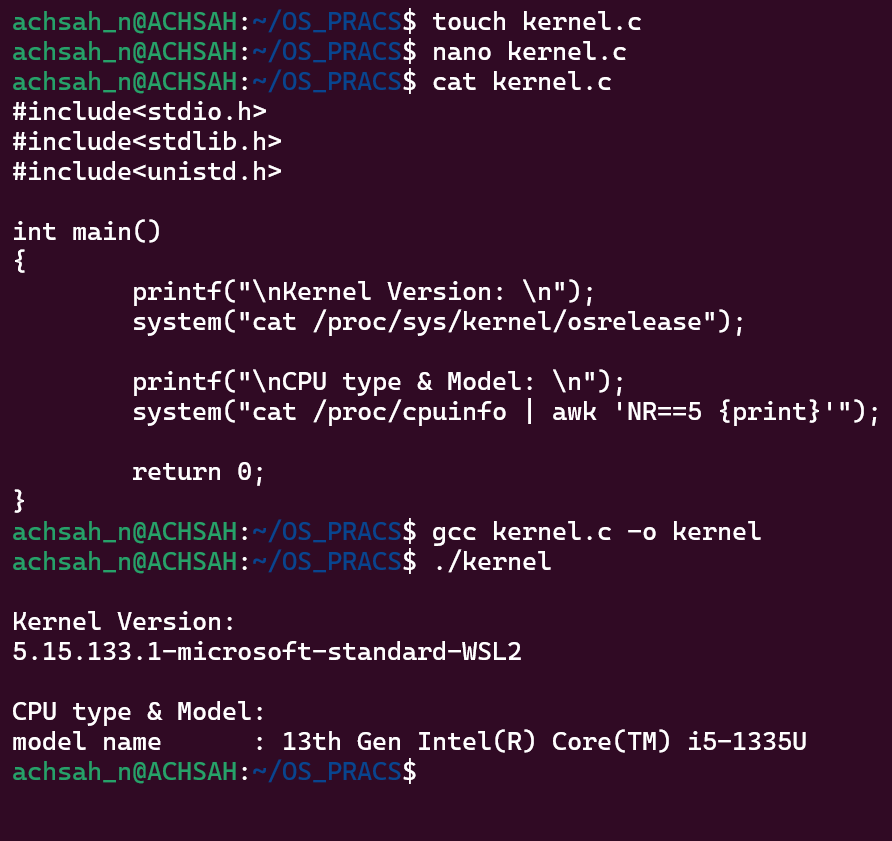 achsah_n@ACHSAH:~/OS_PRACS$ touch kernel.c
achsah_n@ACHSAH:~/OS_PRACS$ nano kernel.c
achsah_n@ACHSAH:~/OS_PRACS$ cat kernel.c
#include<stdio.h>
#include<stdlib.h>
#include<unistd.h>

int main()
{
        printf("\nKernel Version: \n");
        system("cat /proc/sys/kernel/osrelease");

        printf("\nCPU type & Model: \n");
        system("cat /proc/cpuinfo | awk 'NR==5 {print}'");

        return 0;
}
achsah_n@ACHSAH:~/OS_PRACS$ gcc kernel.c -o kernel
achsah_n@ACHSAH:~/OS_PRACS$ ./kernel

Kernel Version:
5.15.133.1-microsoft-standard-WSL2

CPU type & Model:
model name      : 13th Gen Intel(R) Core(TM) i5-1335U
achsah_n@ACHSAH:~/OS_PRACS$